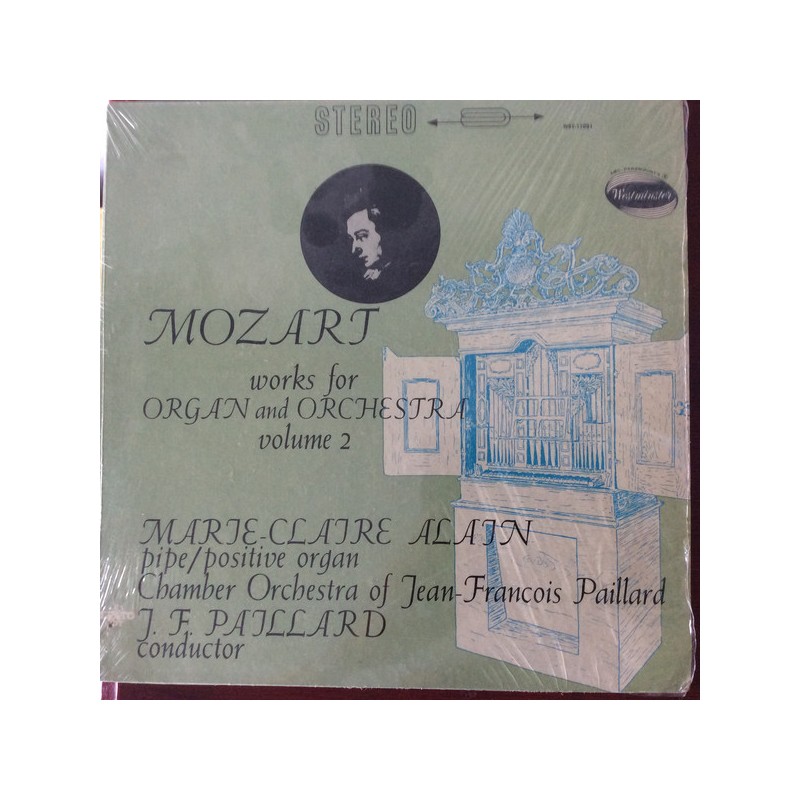 STEREO
Westminster
MOZART
works for
ORGAN and ORCHESTRA
volume 2
MARIE-CLAIRE ALAIN
pipe/positive organ
Chamber Orchestra of Jean-Francois Paillard
J. F. PAILLARD
conductor